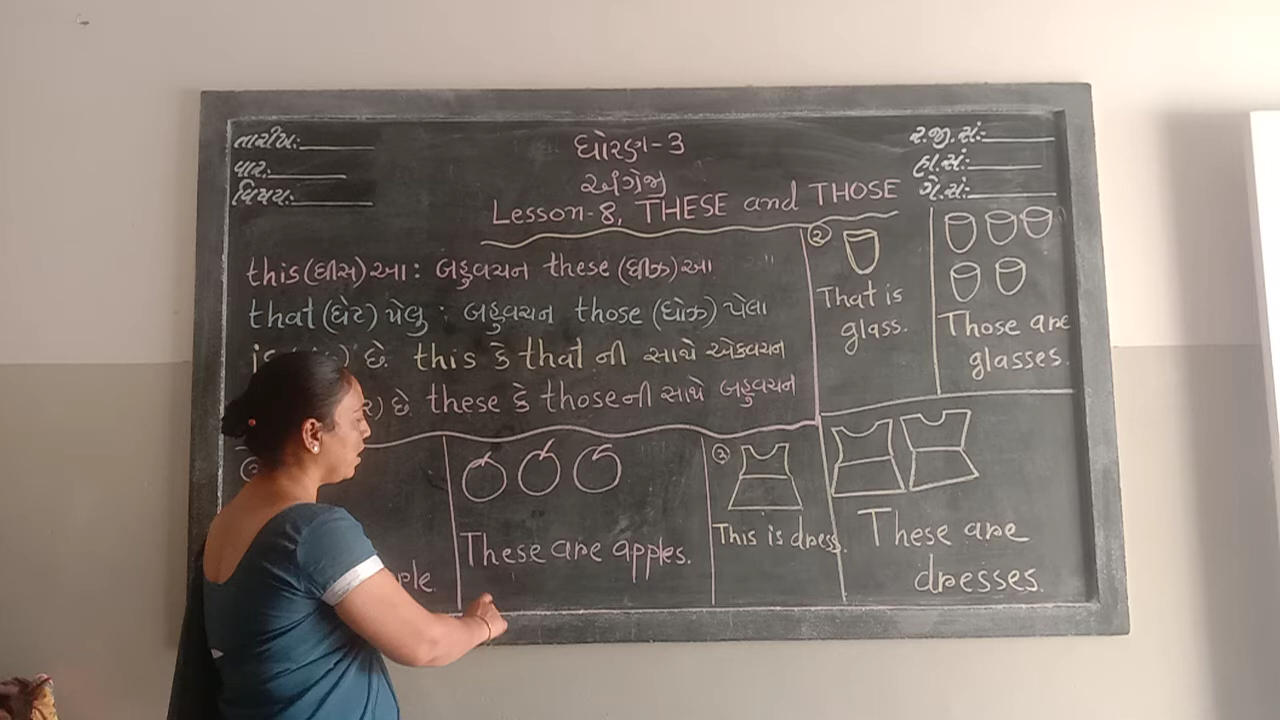 તારીખ:
વાર:
વિષય:
ધોરણ-3
અંગ્રેજી
Lesson-8, THESE and THOSE
ર.જી.સં:-
હા.સં:-
ગે.સં:-
this (ધીસ) આ : બહુવચન these (ધીઝ) આ
that (ધેટ) પેલુ : બહુવચન those (ધોઝ) પેલા
છે. this કે that ની સાથે એકવચન
છે. these કે those ની સાથે બહુવચન
②
That is
glass.
Those are
glasses.
These are apples.
③
This is dress.
These are
dresses.